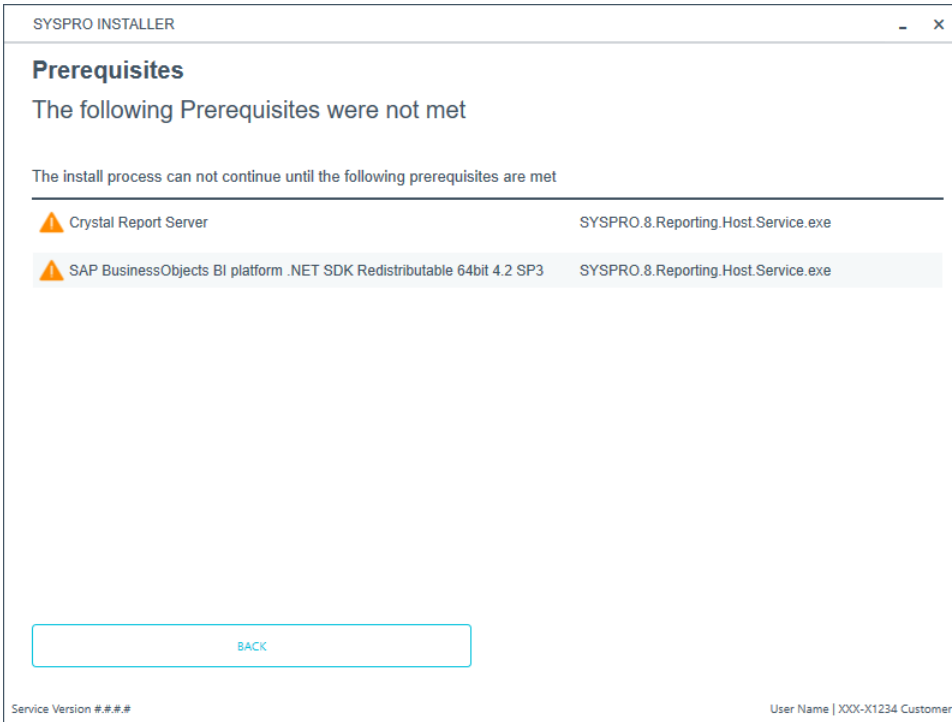 SYSPRO INSTALLER
Prerequisites
The following Prerequisites were not met
The install process can not continue until the following prerequisites are met
Crystal Report Server SYSPRO.8.Reporting.Host.Service.exe
SAP BusinessObjects BI platform .NET SDK Redistributable 64bit 4.2 SP3 SYSPRO.8.Reporting.Host.Service.exe
BACK
Service Version #.#.#.# User Name | XXX-X1234 Customer